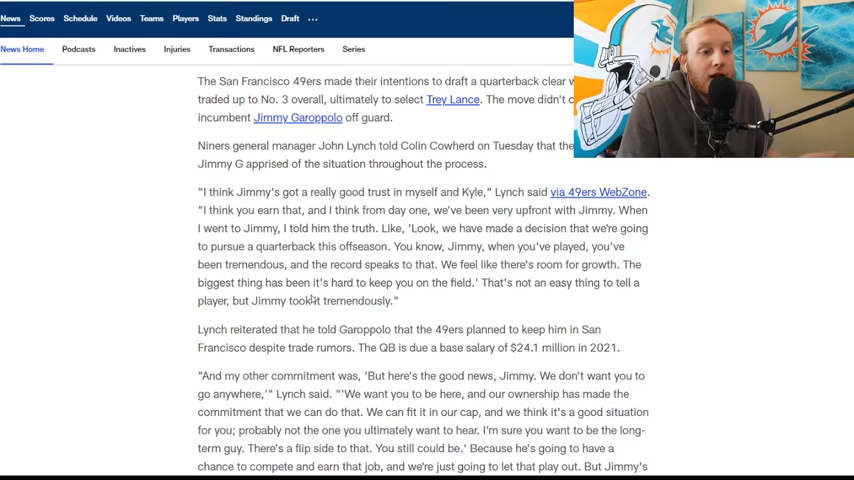 News Scores Schedule Videos Teams Players Stats Standings Draft ...
News Home Podcasts Inactives Injuries Transactions NFL Reporters Series
The San Francisco 49ers made their intentions to draft a quarterback clear
traded up to No. 3 overall, ultimately to select Trey Lance. The move didn't
incumbent Jimmy Garoppolo off guard.
Niners general manager John Lynch told Colin Cowherd on Tuesday that the
Jimmy G apprised of the situation throughout the process.
"I think Jimmy's got a really good trust in myself and Kyle," Lynch said via 49ers WebZone.
"I think you earn that, and I think from day one, we've been very upfront with Jimmy. When
I went to Jimmy, I told him the truth. Like, 'Look, we have made a decision that we're going
to pursue a quarterback this offseason. You know, Jimmy, when you've played, you've
been tremendous, and the record speaks to that. We feel like there's room for growth. The
biggest thing has been it's hard to keep you on the field.' That's not an easy thing to tell a
player, but Jimmy took it tremendously."
Lynch reiterated that he told Garoppolo that the 49ers planned to keep him in San
Francisco despite trade rumors. The QB is due a base salary of $24.1 million in 2021.
"And my other commitment was, 'But here's the good news, Jimmy. We don't want you to
go anywhere,'" Lynch said. "'We want you to be here, and our ownership has made the
commitment that we can do that. We can fit it in our cap, and we think it's a good situation
for you; probably not the one you ultimately want to hear. I'm sure you want to be the long-
term guy. There's a flip side to that. You still could be.' Because he's going to have a
chance to compete and earn that job, and we're just going to let that play out. But Jimmy's